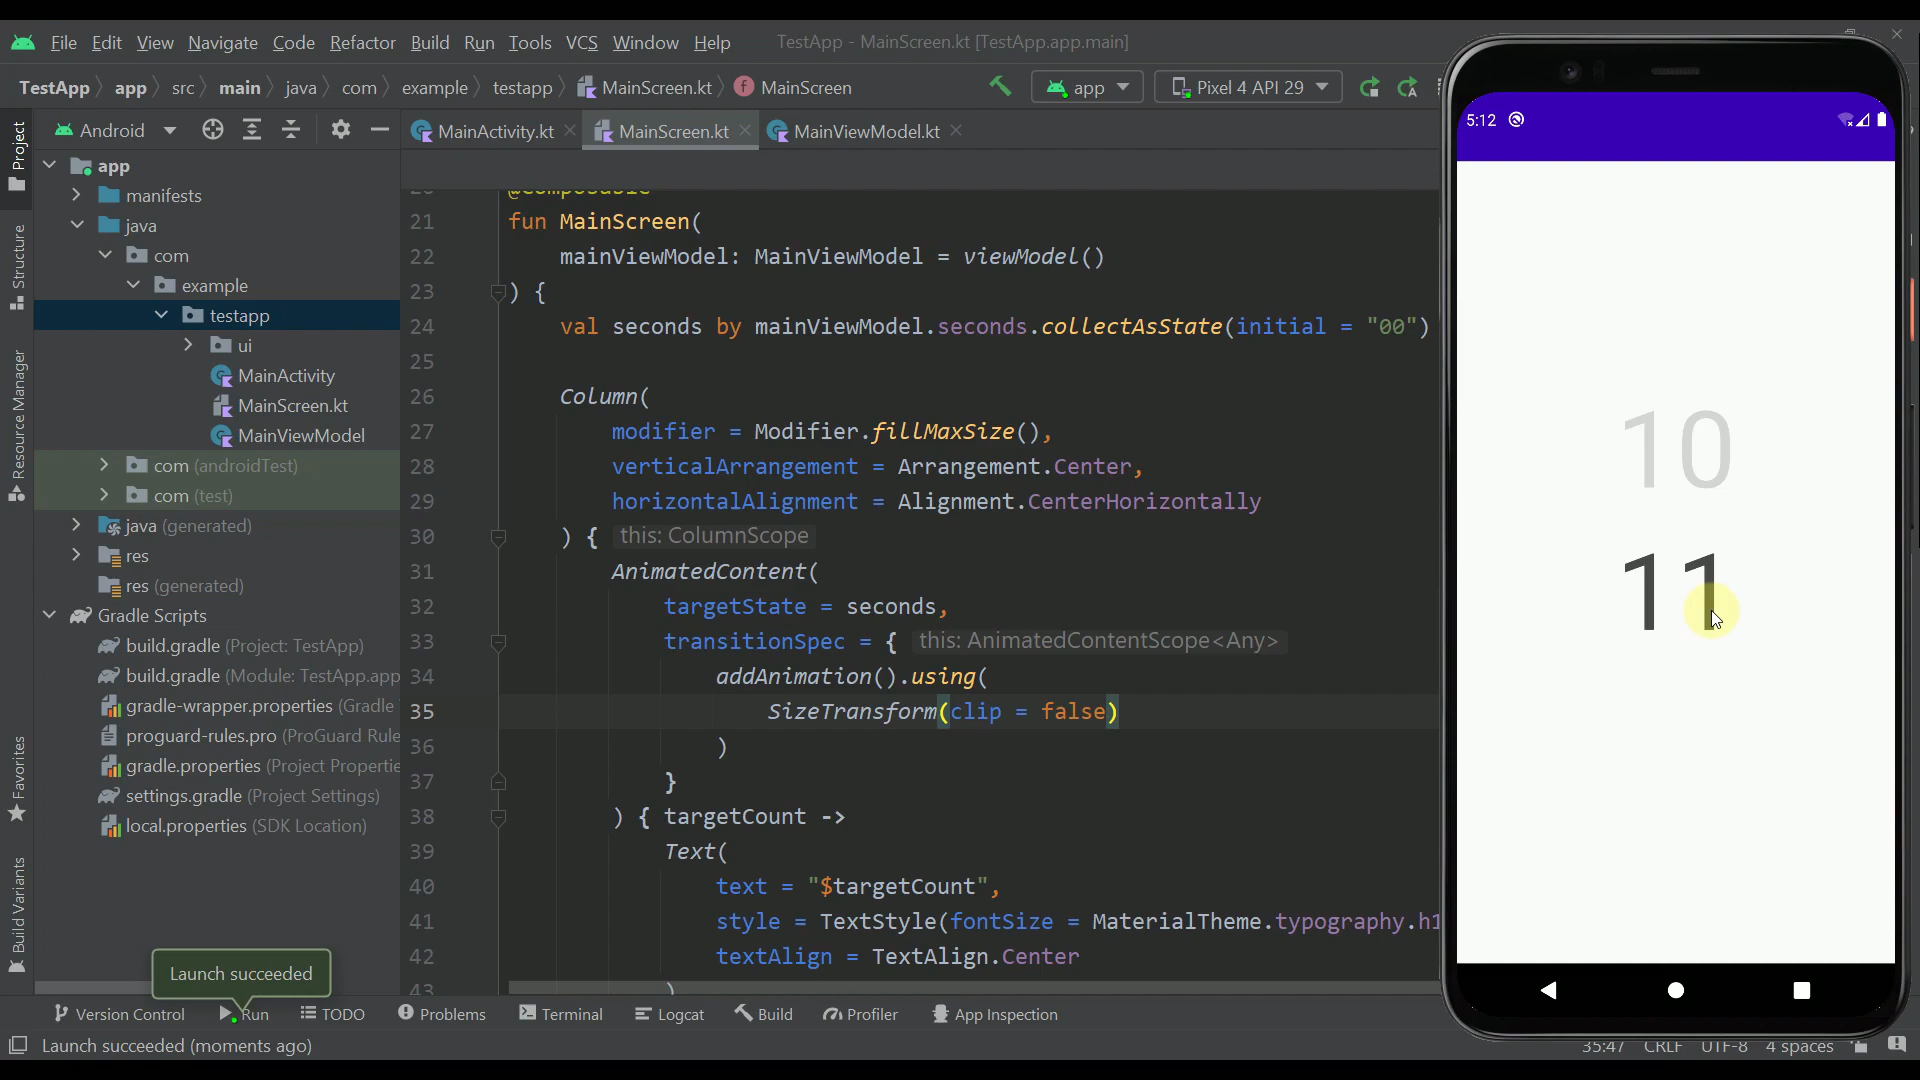 File Edit View Navigate Code Refactor Build Run Tools VCS Window Help TestApp - MainScreen.kt [TestApp.app.main]
TestApp app src main java com example testapp MainScreen.kt MainScreen app Pixel 4 API 29
Android
MainActivity.kt MainScreen.kt MainViewModel.kt
Project
Structure
Resource Manager
Favorites
Build Variants
app
manifests
java
com
example
testapp
ui
MainActivity
MainScreen.kt
MainViewModel
com (androidTest)
com (test)
java (generated)
res
res (generated)
Gradle Scripts
build.gradle (Project: TestApp)
build.gradle (Module: TestApp.app
gradle-wrapper.properties (Gradle
proguard-rules.pro (ProGuard Rule
gradle.properties (Project Propertie
settings.gradle (Project Settings)
local.properties (SDK Location)
20 @Composable
21 fun MainScreen(
22 mainViewModel: MainViewModel = viewModel()
23 ) {
24 val seconds by mainViewModel.seconds.collectAsState(initial = "00")
25
26 Column(
27 modifier = Modifier.fillMaxSize(),
28 verticalArrangement = Arrangement.Center,
29 horizontalAlignment = Alignment.CenterHorizontally
30 ) { this: ColumnScope
31 AnimatedContent(
32 targetState = seconds,
33 transitionSpec = { this: AnimatedContentScope<Any>
34 addAnimation().using(
35 SizeTransform(clip = false)
36 )
37 }
38 ) { targetCount ->
39 Text(
40 text = "$targetCount",
41 style = TextStyle(fontSize = MaterialTheme.typography.h1
42 textAlign = TextAlign.Center
43 )
5:12
10
11
Launch succeeded
Version Control Run TODO Problems Terminal Logcat Build Profiler App Inspection
Launch succeeded (moments ago) 35:47 CRLF UTF-8 4 spaces